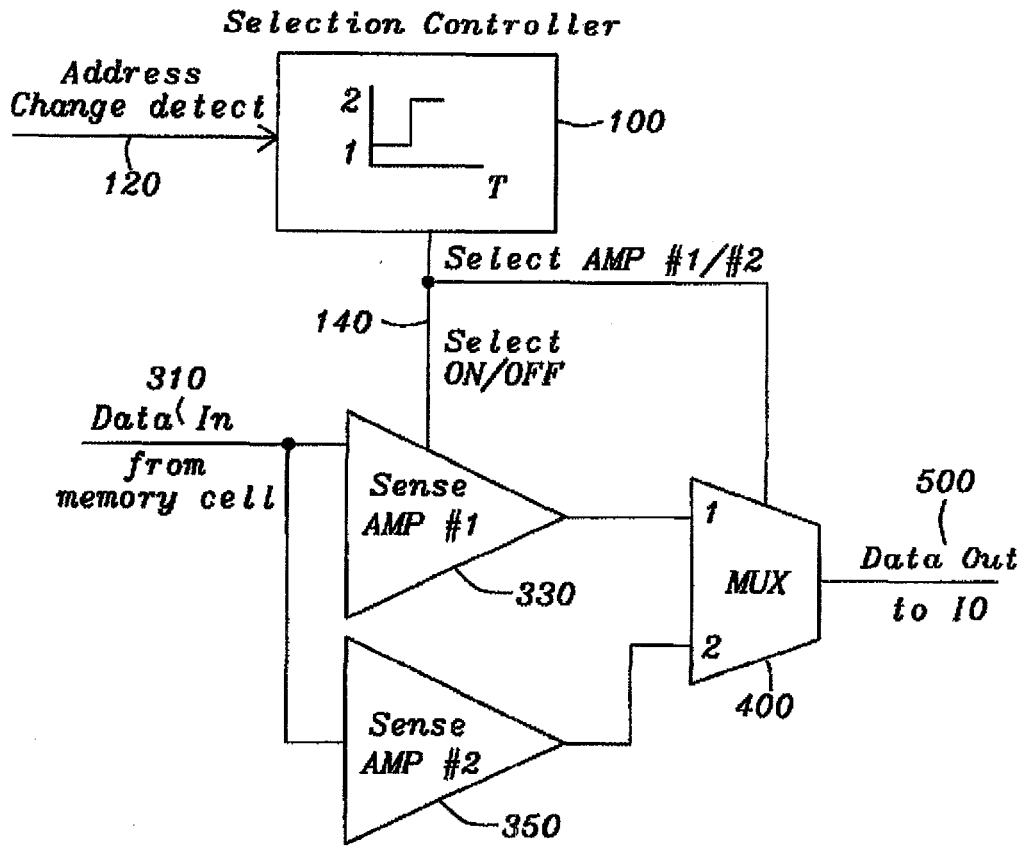 Selection Controller
Address
Change detect
120
2
1
T
100
Select AMP #1/#2
140
Select
ON/OFF
310
Data In
from
memory cell
Sense
AMP #1
330
1
MUX
2
400
500
Data Out
to IO
Sense
AMP #2
350